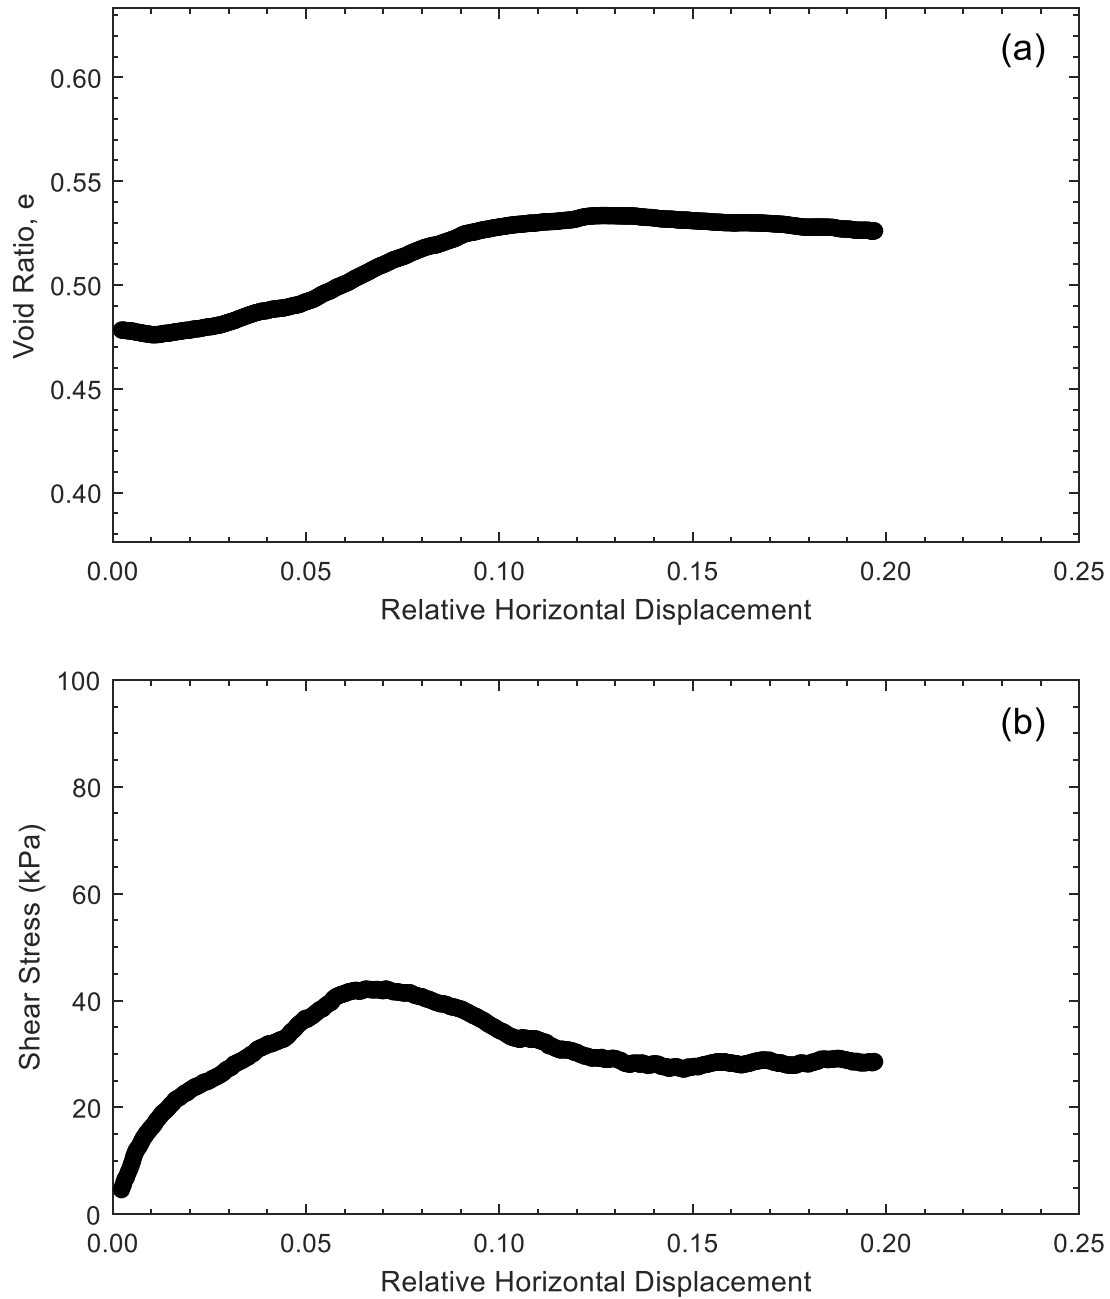 (a)
0.60
0.55
0.50
0.45
0.40
Void Ratio, e
0.00 0.05 0.10 0.15 0.20 0.25
Relative Horizontal Displacement
(b)
100
80
60
40
20
0
Shear Stress (kPa)
0.00 0.05 0.10 0.15 0.20 0.25
Relative Horizontal Displacement